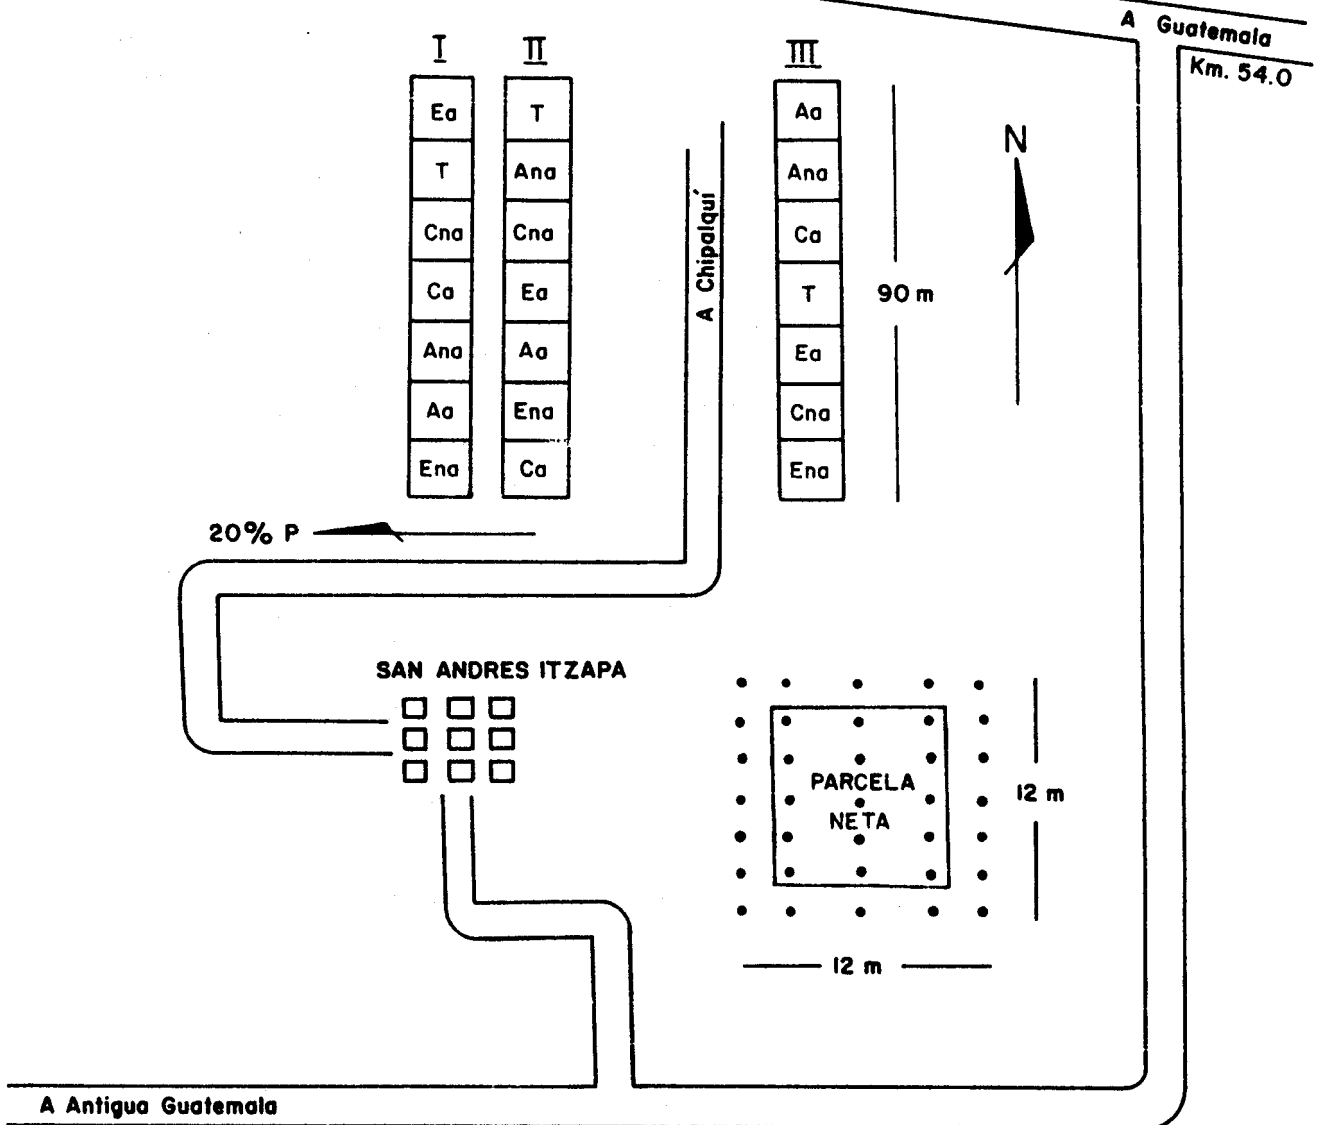 A Guatemala
Km. 54.0
I
II
III
Ea
T
Cna
Ca
Ana
Aa
Ena
T
Ana
Cna
Ea
Aa
Ena
Ca
Aa
Ana
Ca
T
Ea
Cna
Ena
A Chipalquí
90 m
N
20% P
SAN ANDRES ITZAPA
PARCELA
NETA
12 m
12 m
A Antigua Guatemala